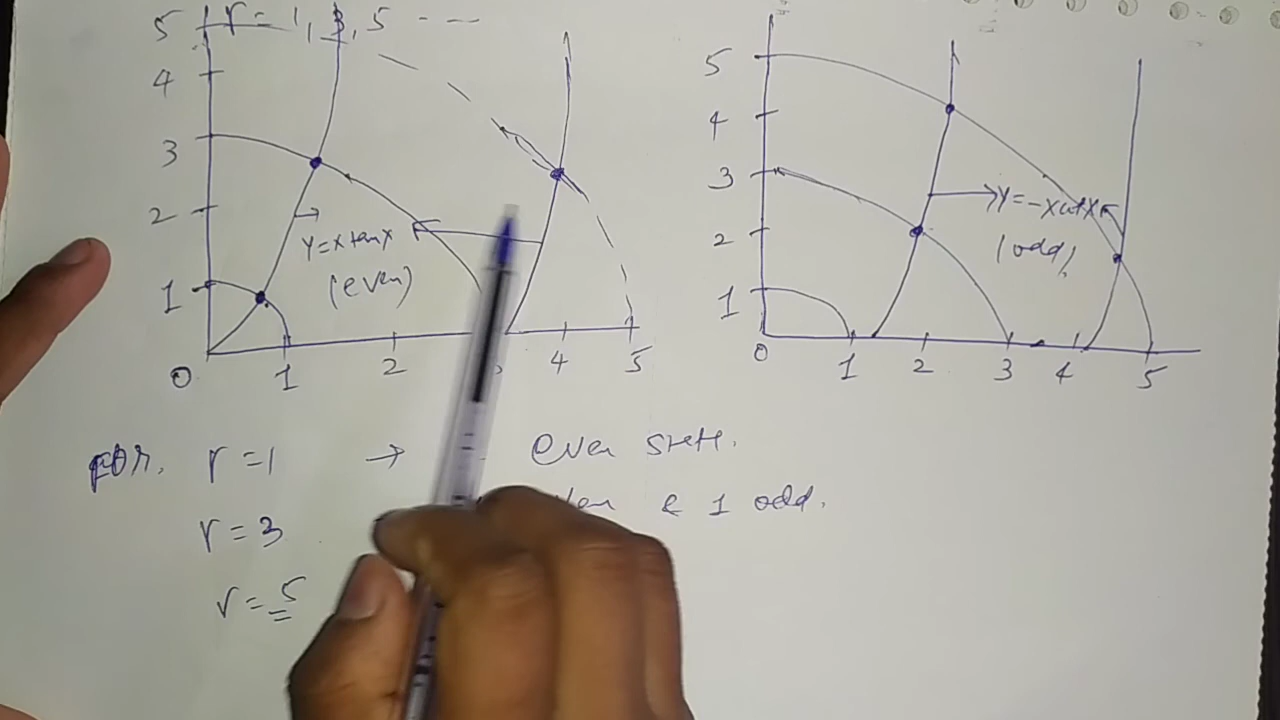 r = 1, 3, 5 ----
5
4
3
2
1
0
1
2
4
5
y = x tan x
(even)
5
4
3
2
1
0
1
2
3
4
5
y = -x cot x
(odd)
For. r = 1 → even state.
r = 3 & 1 odd.
r = 5